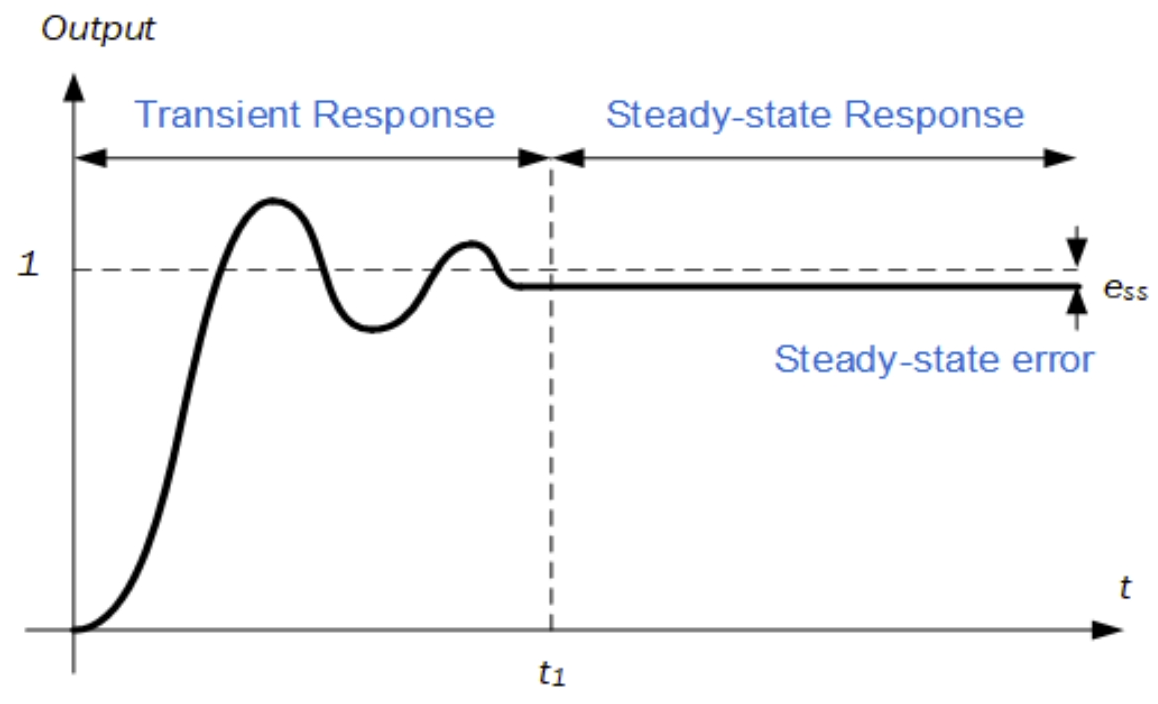 Output
Transient Response
Steady-state Response
1
ess
Steady-state error
t
t1